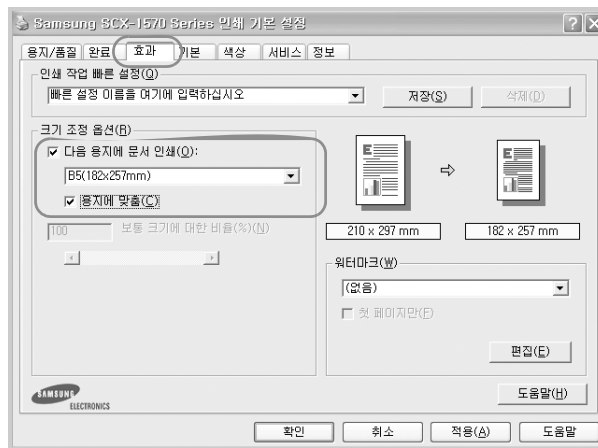 Samsung SCX-1570 Series 인쇄 기본 설정
용지/품질 완료 효과 기본 색상 서비스 정보
인쇄 작업 빠른 설정(Q)
빠른 설정 이름을 여기에 입력하십시오
저장(S)
삭제(D)
크기 조정 옵션(R)
다음 용지에 문서 인쇄(O):
B5(182x257mm)
용지에 맞춤(C)
100 보통 크기에 대한 비율(%)(N)
E
E
210 x 297 mm
182 x 257 mm
워터마크(W)
(없음)
첫 페이지만(F)
편집(E)
SAMSUNG
ELECTRONICS
도움말(H)
확인 취소 적용(A) 도움말